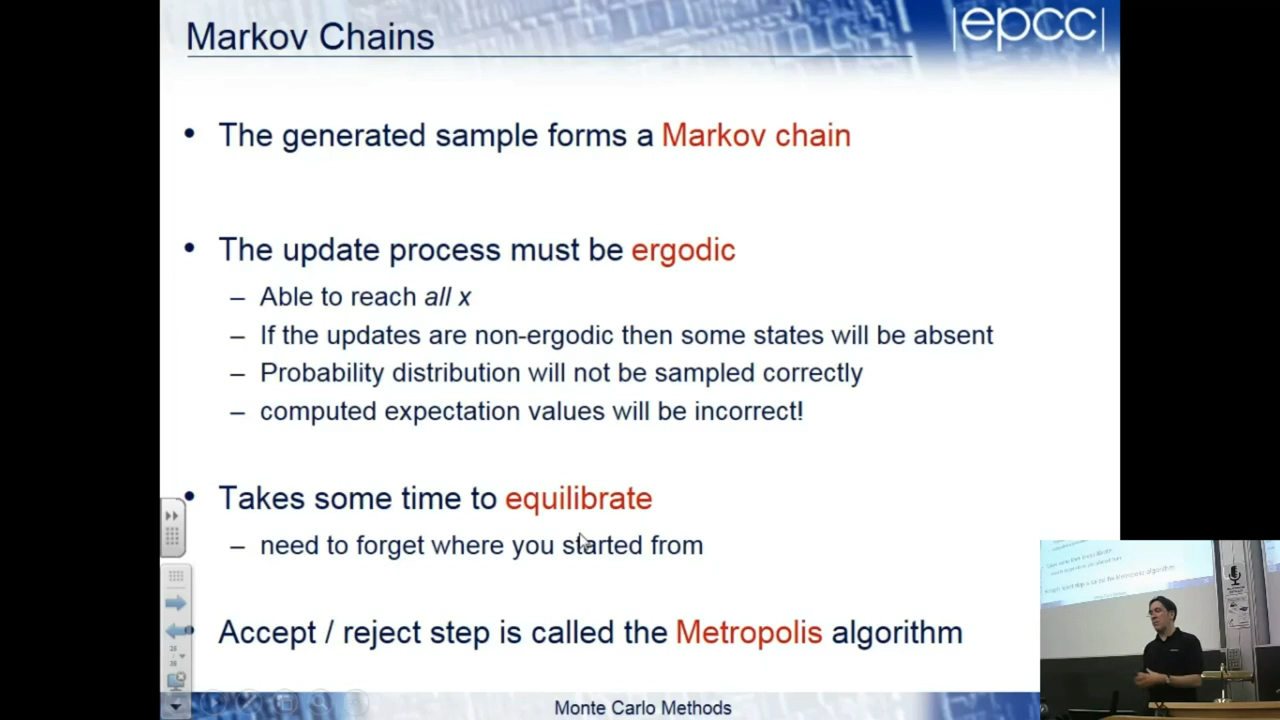 Markov Chains
|epcc|
• The generated sample forms a Markov chain
• The update process must be ergodic
– Able to reach all x
– If the updates are non-ergodic then some states will be absent
– Probability distribution will not be sampled correctly
– computed expectation values will be incorrect!
• Takes some time to equilibrate
– need to forget where you started from
• Accept / reject step is called the Metropolis algorithm
Monte Carlo Methods